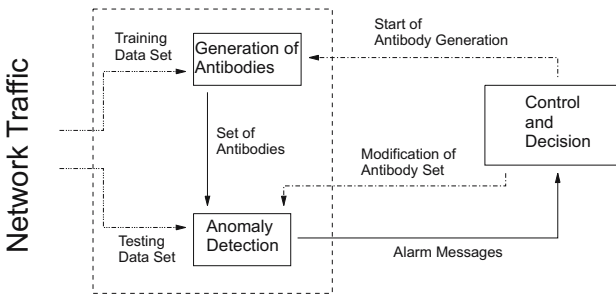 Network Traffic
Training
Data Set
Generation of
Antibodies
Start of
Antibody Generation
Control
and
Decision
Set of
Antibodies
Modification of
Antibody Set
Testing
Data Set
Anomaly
Detection
Alarm Messages